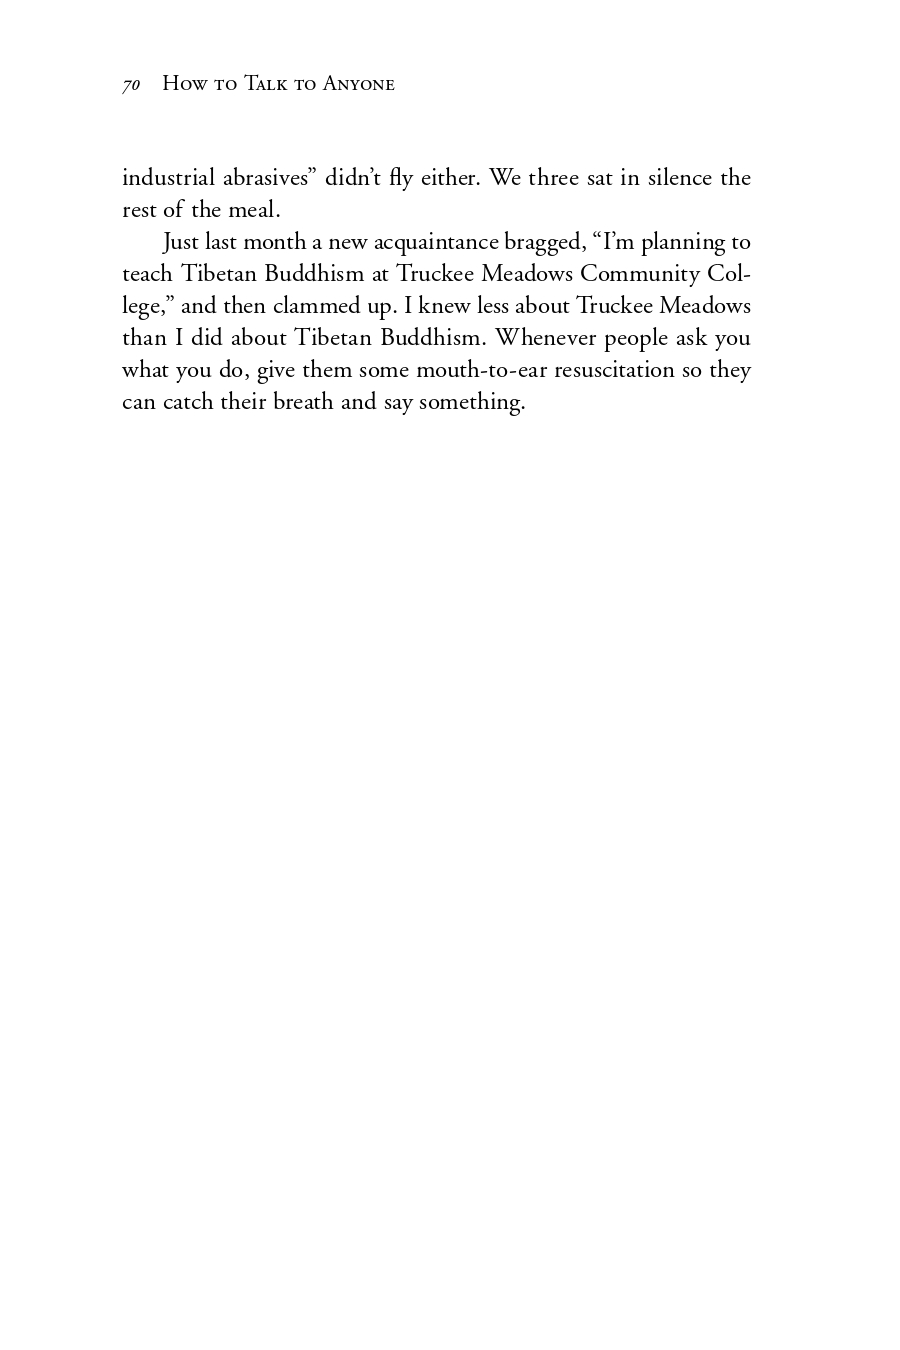 70 How to Talk to Anyone
industrial abrasives” didn’t fly either. We three sat in silence the
rest of the meal.
Just last month a new acquaintance bragged, “I’m planning to
teach Tibetan Buddhism at Truckee Meadows Community Col-
lege,” and then clammed up. I knew less about Truckee Meadows
than I did about Tibetan Buddhism. Whenever people ask you
what you do, give them some mouth-to-ear resuscitation so they
can catch their breath and say something.